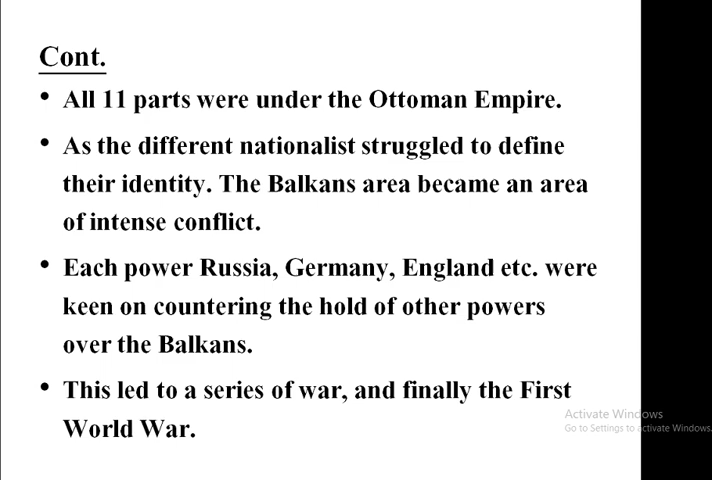 Cont.
• All 11 parts were under the Ottoman Empire.
• As the different nationalist struggled to define
their identity. The Balkans area became an area
of intense conflict.
• Each power Russia, Germany, England etc. were
keen on countering the hold of other powers
over the Balkans.
• This led to a series of war, and finally the First
World War.
Activate Windows
Go to Settings to activate Windows.